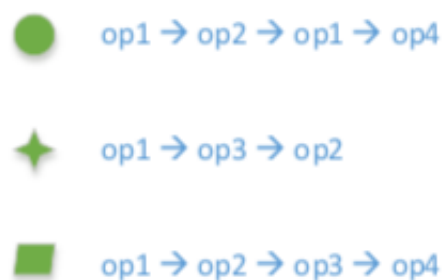 op1 → op2 → op1 → op4
op1 → op3 → op2
op1 → op2 → op3 → op4